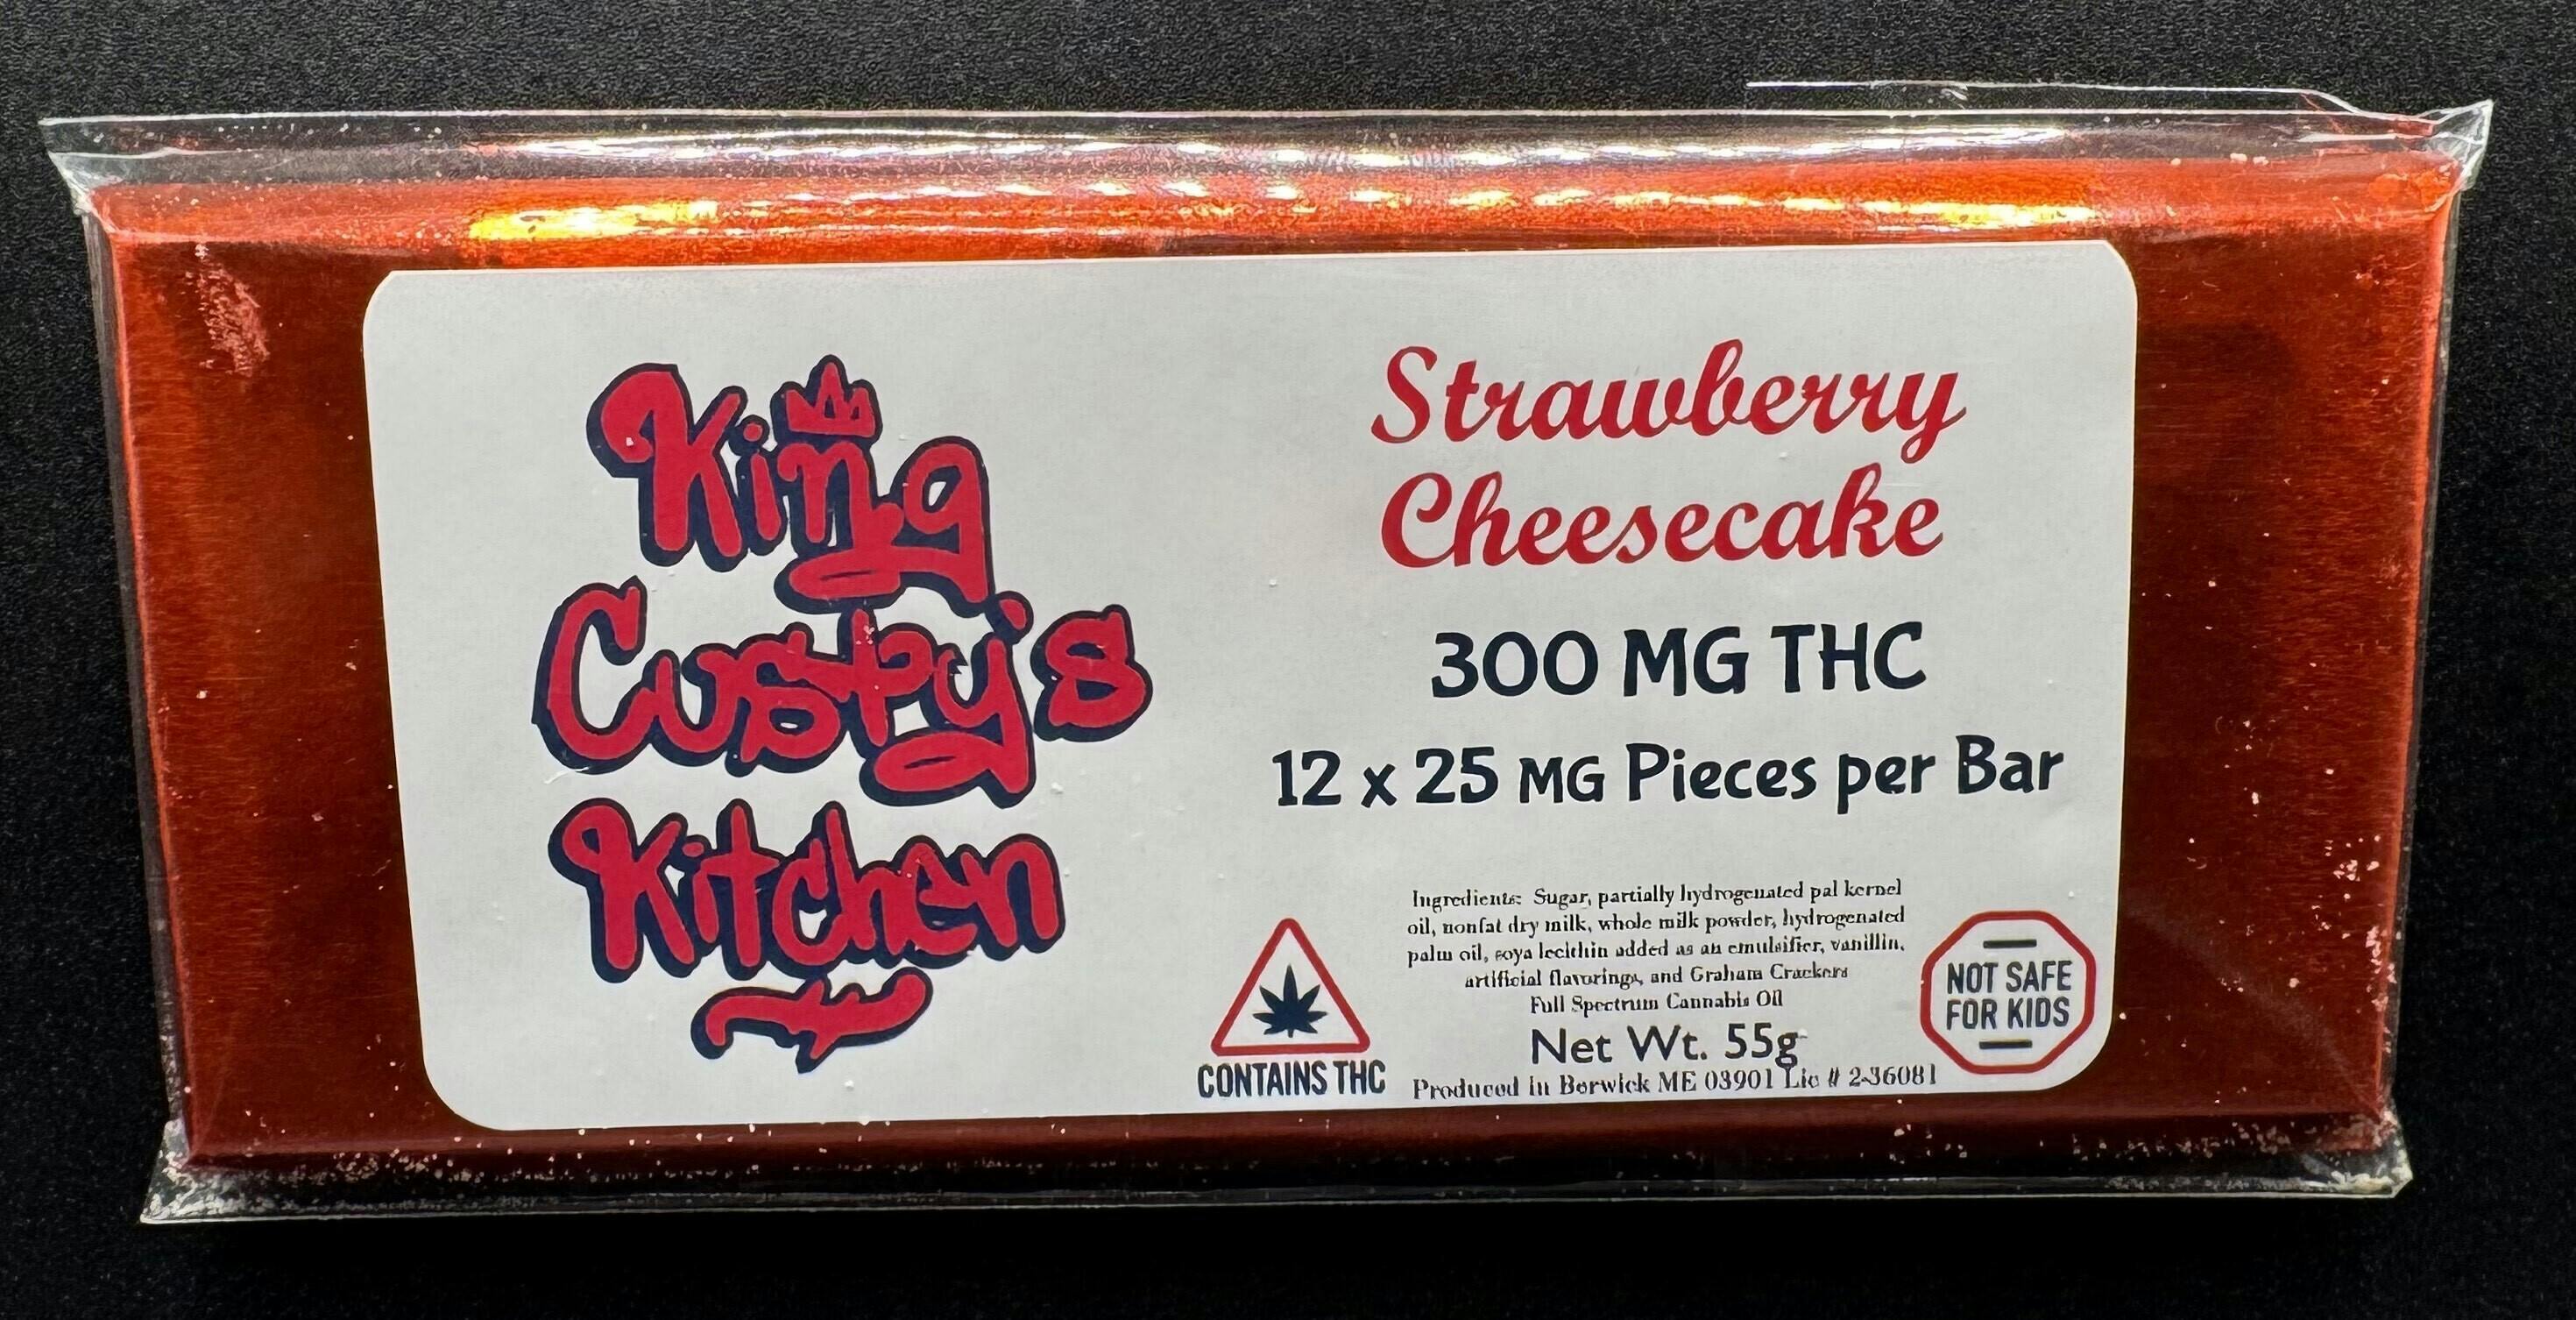 King
Custy's
Kitchen
Strawberry
Cheesecake
300 MG THC
12 x 25 MG Pieces per Bar
Ingredients: Sugar, partially hydrogenated pal kernel
oil, nonfat dry milk, whole milk powder, hydrogenated
palm oil, soya lecithin added as an emulsifier, vanillin,
artificial flavorings, and Graham Crackers
Full Spectrum Cannabis Oil
Net Wt. 55g
Produced in Berwick ME 03901 Lic # 2-36081
CONTAINS THC
NOT SAFE
FOR KIDS